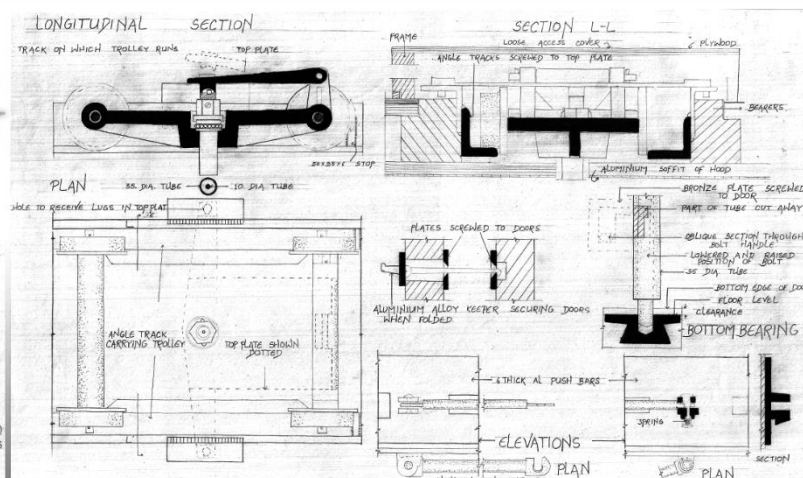 LONGITUDINAL SECTION
TRACK ON WHICH TROLLEY RUNS
TOP PLATE
STOP
PLAN
35 DIA. TUBE
10 DIA. TUBE
HOLE TO RECEIVE LUGS IN TOP PLAT
ANGLE TRACK
CARRYING TROLLEY
TOP PLATE SHOWN
DOTTED
SECTION L-L
FRAME
LOOSE ACCESS COVER
PLYWOOD
ANGLE TRACKS SCREWED TO TOP PLATE
BEARERS
ALUMINIUM SOFFIT OF HOOD
PLATES SCREWED TO DOORS
ALUMINIUM ALLOY KEEPER SECURING DOORS
WHEN FOLDED
BRONZE PLATE SCREWED
TO DOOR
PART OF TUBE CUT AWAY
OBLIQUE SECTION THROUGH
BOLT HANDLE
LOWERED AND RAISED
POSITION OF BOLT
35 DIA. TUBE
BOTTOM EDGE OF DO
FLOOR LEVEL
CLEARANCE
BOTTOM BEARING
6 THICK AL PUSH BARS
SPRING
ELEVATIONS
SECTION
PLAN
PLAN